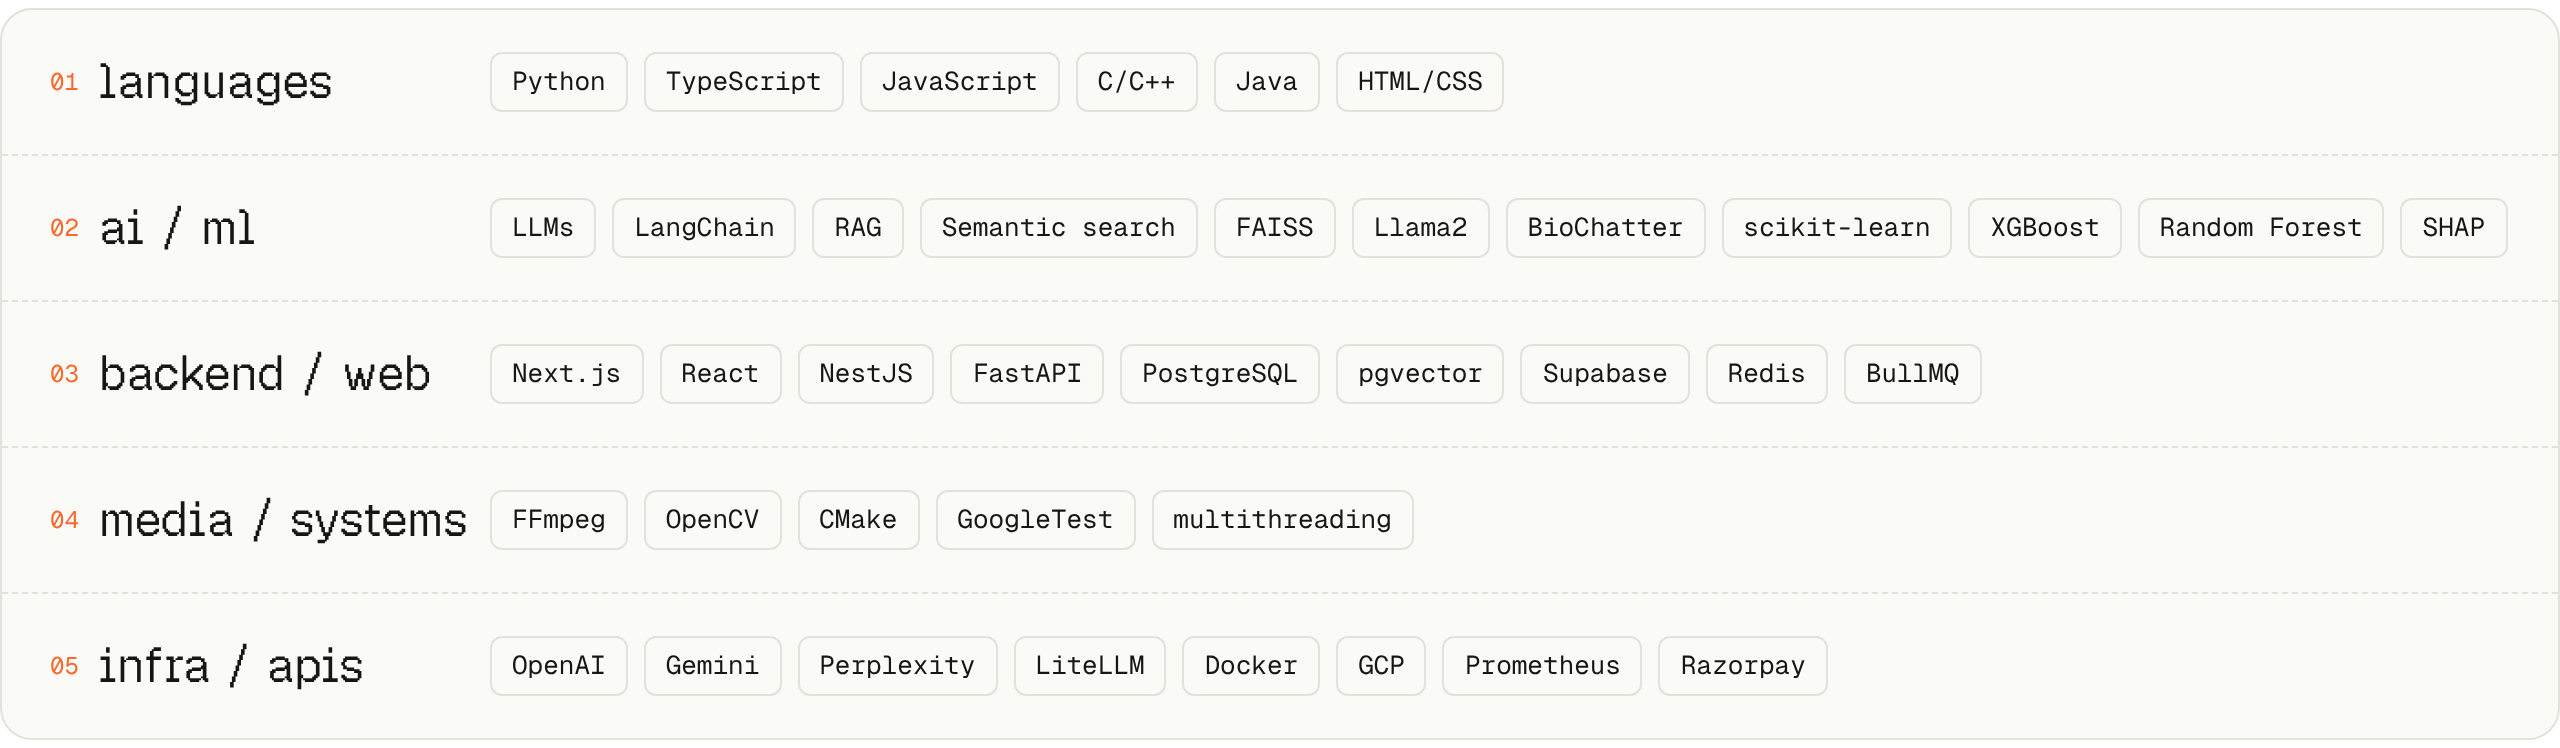 01 languages Python TypeScript JavaScript C/C++ Java HTML/CSS
02 ai / ml LLMs LangChain RAG Semantic search FAISS Llama2 BioChatter scikit-learn XGBoost Random Forest SHAP
03 backend / web Next.js React NestJS FastAPI PostgreSQL pgvector Supabase Redis BullMQ
04 media / systems FFmpeg OpenCV CMake GoogleTest multithreading
05 infra / apis OpenAI Gemini Perplexity LiteLLM Docker GCP Prometheus Razorpay